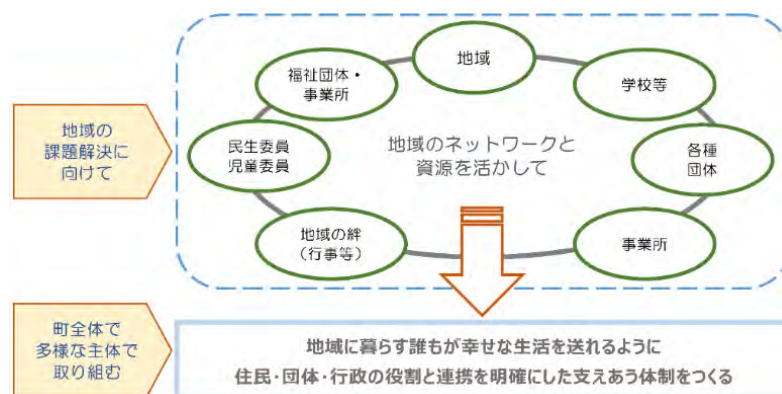 地域の
課題解決に
向けて
地域
福祉団体・
事業所
学校等
民生委員
児童委員
地域のネットワークと
資源を活かして
各種
団体
地域の絆
（行事等）
事業所
町全体で
多様な主体で
取り組む
地域に暮らす誰もが幸せな生活を送れるように
住民・団体・行政の役割と連携を明確にした支えあう体制をつくる